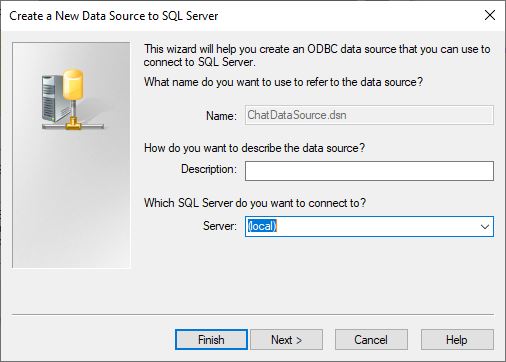 Create a New Data Source to SQL Server
This wizard will help you create an ODBC data source that you can use to
connect to SQL Server.
What name do you want to use to refer to the data source?
Name: ChatDataSource.dsn
How do you want to describe the data source?
Description:
Which SQL Server do you want to connect to?
Server: (local)
Finish Next > Cancel Help